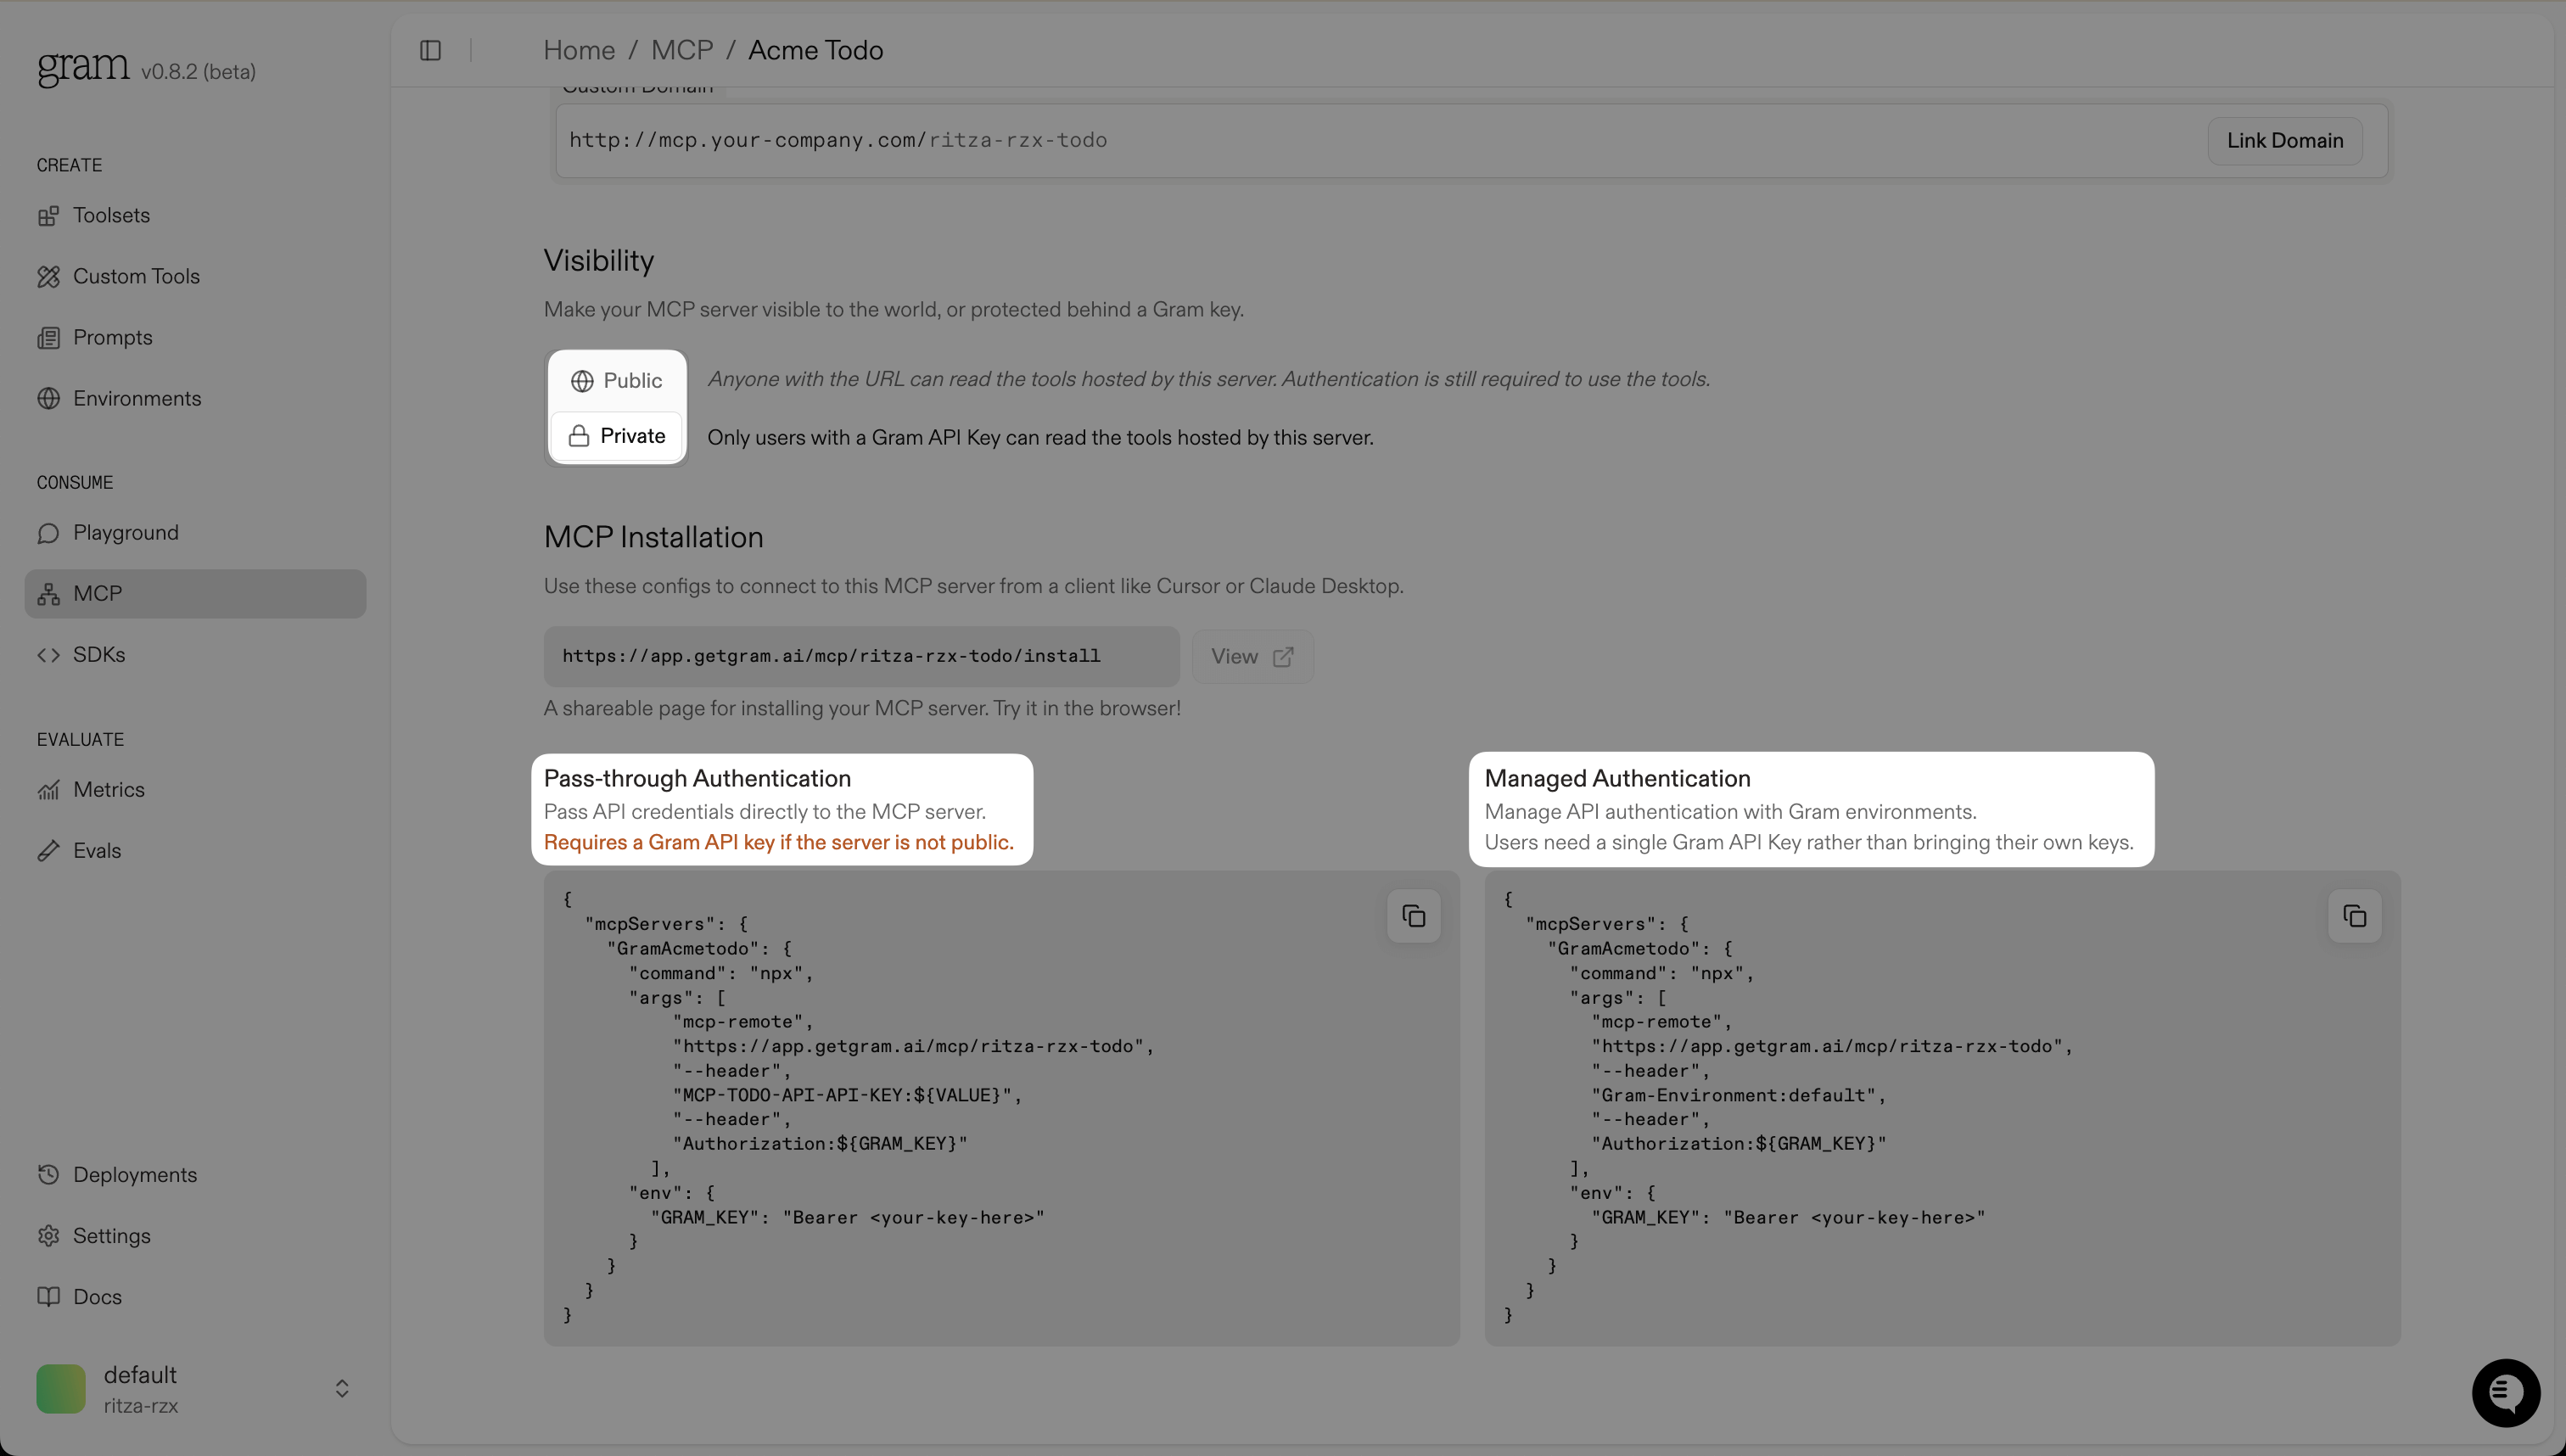 gram v0.8.2 (beta)
CREATE
Toolsets
Custom Tools
Prompts
Environments
CONSUME
Playground
MCP
SDKs
EVALUATE
Metrics
Evals
Deployments
Settings
Docs
default
ritza-rzx
Home / MCP / Acme Todo
Custom Domain
http://mcp.your-company.com/ritza-rzx-todo
Link Domain
Visibility
Make your MCP server visible to the world, or protected behind a Gram key.
Public
Anyone with the URL can read the tools hosted by this server. Authentication is still required to use the tools.
Private
Only users with a Gram API Key can read the tools hosted by this server.
MCP Installation
Use these configs to connect to this MCP server from a client like Cursor or Claude Desktop.
https://app.getgram.ai/mcp/ritza-rzx-todo/install
View
A shareable page for installing your MCP server. Try it in the browser!
Pass-through Authentication
Pass API credentials directly to the MCP server.
Requires a Gram API key if the server is not public.
{
  "mcpServers": {
    "GramAcmetodo": {
      "command": "npx",
      "args": [
          "mcp-remote",
          "https://app.getgram.ai/mcp/ritza-rzx-todo",
          "--header",
          "MCP-TODO-API-API-KEY:${VALUE}",
          "--header",
          "Authorization:${GRAM_KEY}"
        ],
      "env": {
        "GRAM_KEY": "Bearer <your-key-here>"
      }
    }
  }
}
Managed Authentication
Manage API authentication with Gram environments.
Users need a single Gram API Key rather than bringing their own keys.
{
  "mcpServers": {
    "GramAcmetodo": {
      "command": "npx",
      "args": [
        "mcp-remote",
        "https://app.getgram.ai/mcp/ritza-rzx-todo",
        "--header",
        "Gram-Environment:default",
        "--header",
        "Authorization:${GRAM_KEY}"
      ],
      "env": {
        "GRAM_KEY": "Bearer <your-key-here>"
      }
    }
  }
}